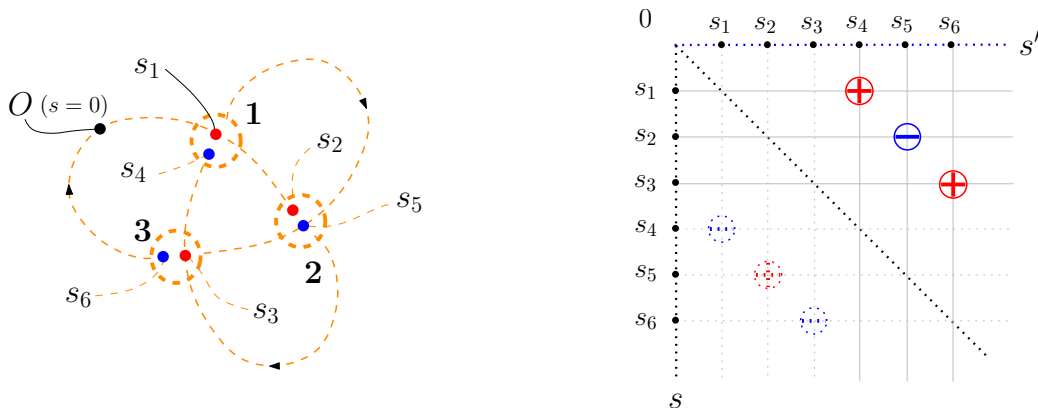 s₁
O (s = 0)
1
s₂
s₄
s₅
3
2
s₆
s₃
0
s₁ s₂ s₃ s₄ s₅ s₆
s′
s₁
s₂
s₃
s₄
s₅
s₆
s